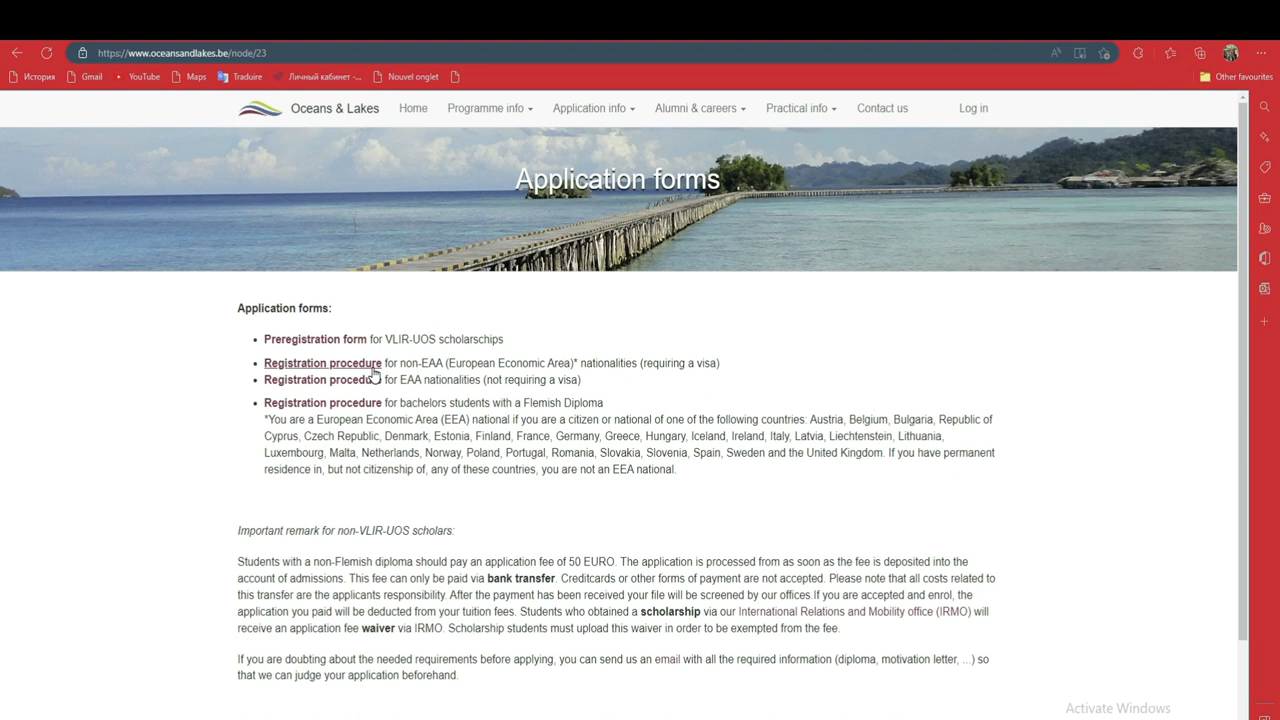 https://www.oceansandlakes.be/node/23
История Gmail YouTube Maps Traduire Личный кабинет -... Nouvel onglet Other favourites
Oceans & Lakes Home Programme info Application info Alumni & careers Practical info Contact us Log in
Application forms
Application forms:
Preregistration form for VLIR-UOS scholarships
Registration procedure for non-EAA (European Economic Area)* nationalities (requiring a visa)
Registration procedu for EAA nationalities (not requiring a visa)
Registration procedure for bachelors students with a Flemish Diploma
*You are a European Economic Area (EEA) national if you are a citizen or national of one of the following countries: Austria, Belgium, Bulgaria, Republic of
Cyprus, Czech Republic, Denmark, Estonia, Finland, France, Germany, Greece, Hungary, Iceland, Ireland, Italy, Latvia, Liechtenstein, Lithuania,
Luxembourg, Malta, Netherlands, Norway, Poland, Portugal, Romania, Slovakia, Slovenia, Spain, Sweden and the United Kingdom. If you have permanent
residence in, but not citizenship of, any of these countries, you are not an EEA national.
Important remark for non-VLIR-UOS scholars:
Students with a non-Flemish diploma should pay an application fee of 50 EURO. The application is processed from as soon as the fee is deposited into the
account of admissions. This fee can only be paid via bank transfer. Creditcards or other forms of payment are not accepted. Please note that all costs related to
this transfer are the applicants responsibility. After the payment has been received your file will be screened by our offices.If you are accepted and enrol, the
application you paid will be deducted from your tuition fees. Students who obtained a scholarship via our International Relations and Mobility office (IRMO) will
receive an application fee waiver via IRMO. Scholarship students must upload this waiver in order to be exempted from the fee.
If you are doubting about the needed requirements before applying, you can send us an email with all the required information (diploma, motivation letter, ...) so
that we can judge your application beforehand.
Activate Windows